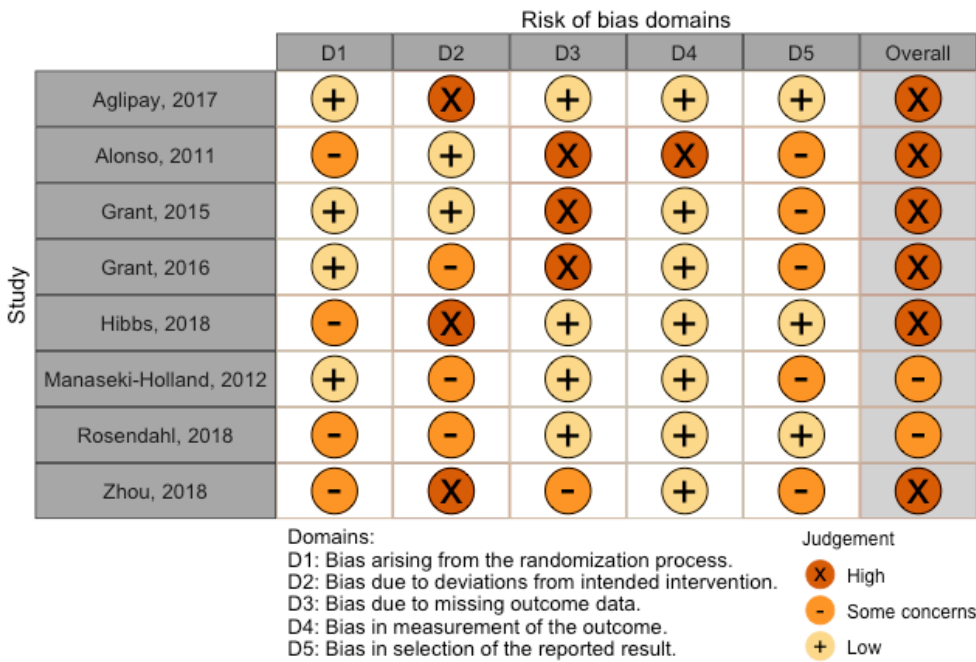 Risk of bias domains
D1 D2 D3 D4 D5 Overall
Aglipay, 2017 + X + + + X
Alonso, 2011 - + X X - X
Grant, 2015 + + X + - X
Grant, 2016 + - X + - X
Hibbs, 2018 - X + + + X
Manaseki-Holland, 2012 + - + + - -
Rosendahl, 2018 - - + + + -
Zhou, 2018 - X - + - X
Study
Domains:
D1: Bias arising from the randomization process.
D2: Bias due to deviations from intended intervention.
D3: Bias due to missing outcome data.
D4: Bias in measurement of the outcome.
D5: Bias in selection of the reported result.
Judgement
X High
- Some concerns
+ Low